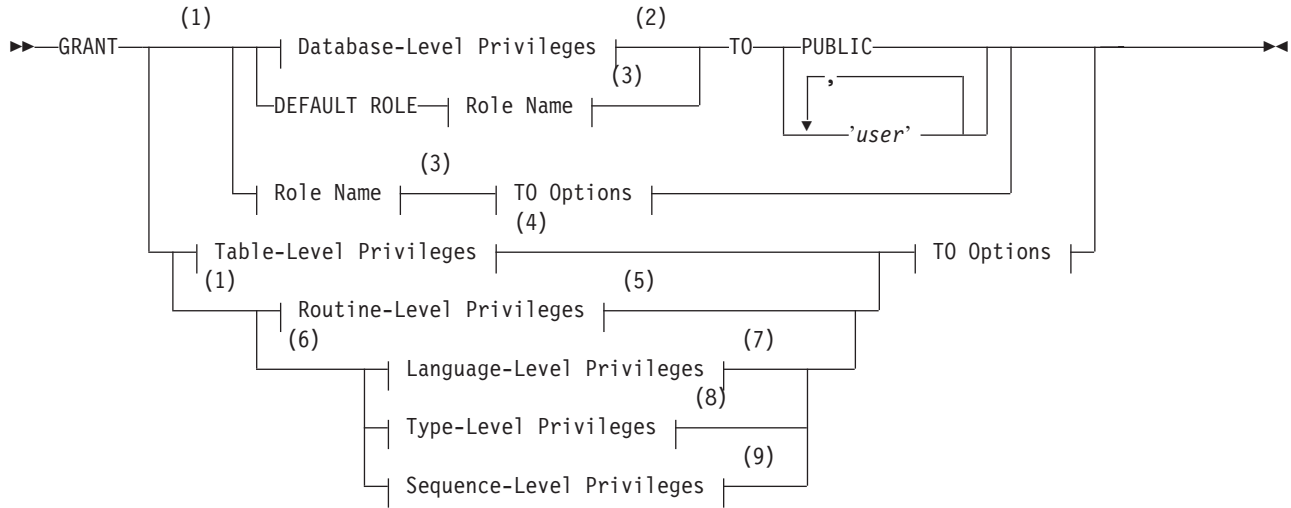 (1) (2)
GRANT Database-Level Privileges TO PUBLIC
(3)
,
DEFAULT ROLE Role Name 'user'
(3)
Role Name TO Options
(4)
Table-Level Privileges TO Options
(1) (5)
Routine-Level Privileges
(6) (7)
Language-Level Privileges
(8)
Type-Level Privileges
(9)
Sequence-Level Privileges